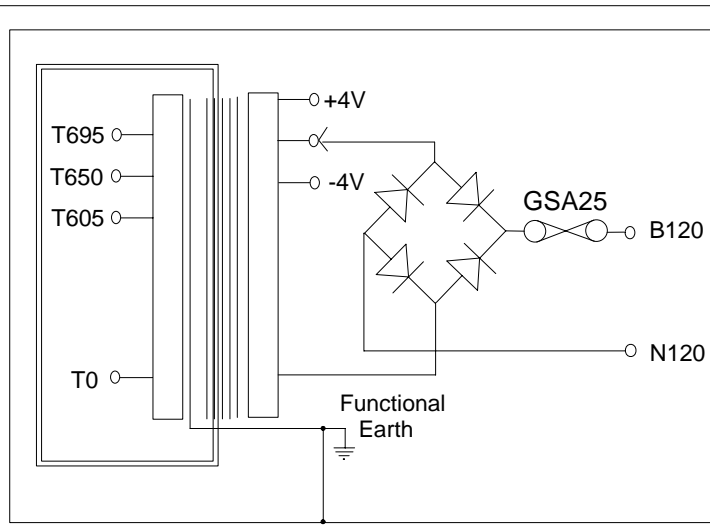 +4V
T695
T650
-4V
T605
GSA25
B120
N120
T0
Functional
Earth